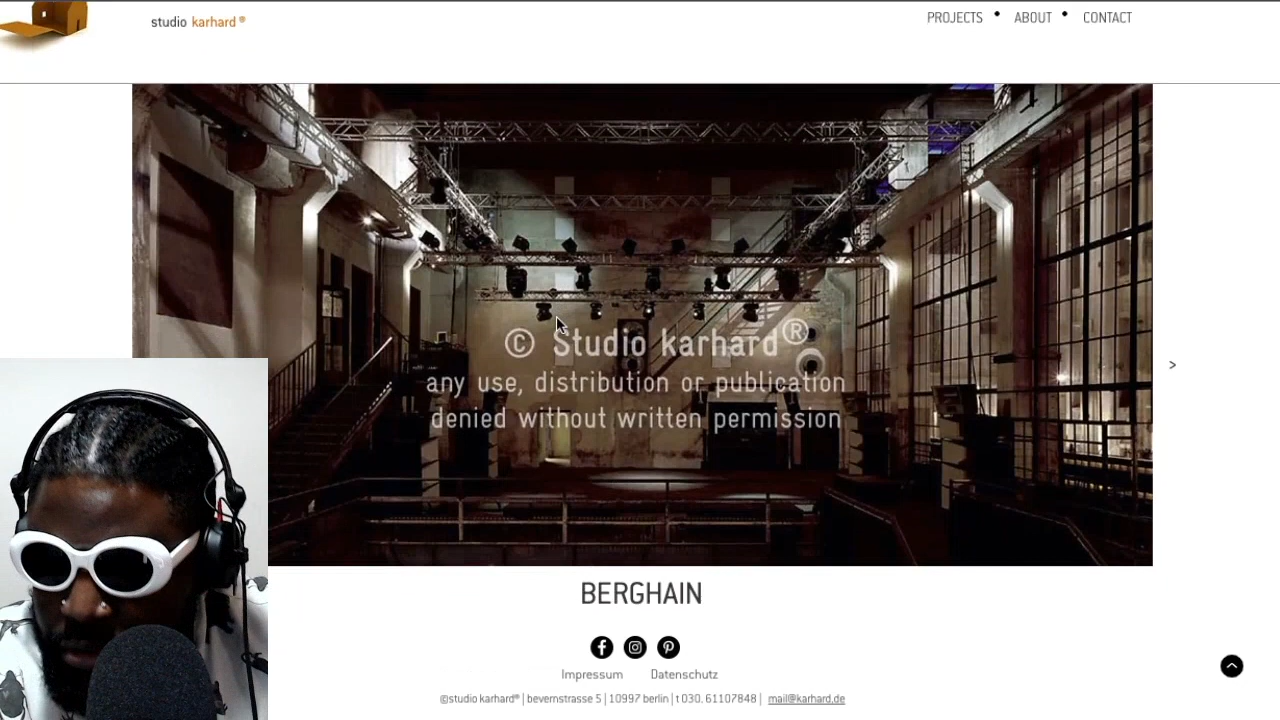 studio karhard ®
PROJECTS • ABOUT • CONTACT
© Studio karhard®
any use, distribution or publication
denied without written permission
>
BERGHAIN
Impressum Datenschutz
©studio karhard® | bevernstrasse 5 | 10997 berlin | t 030. 61107848 | mail@karhard.de